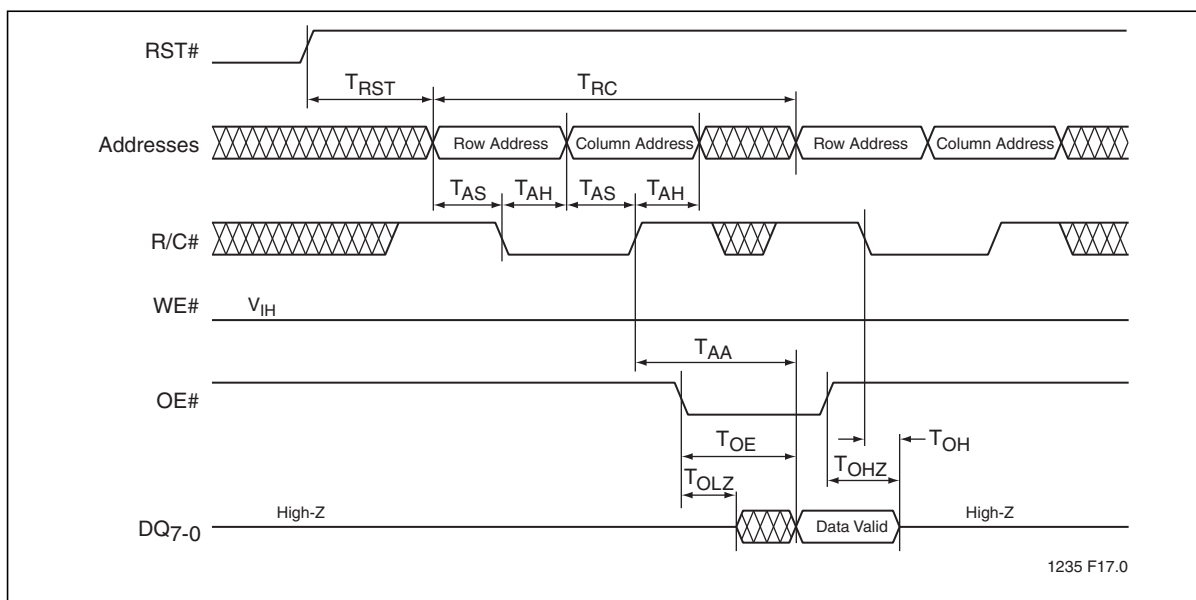 RST#
TRST
TRC
Addresses
Row Address
Column Address
Row Address
Column Address
TAS
TAH
TAS
TAH
R/C#
WE#
VIH
TAA
OE#
TOE
TOH
TOLZ
TOHZ
DQ7-0
High-Z
Data Valid
High-Z
1235 F17.0